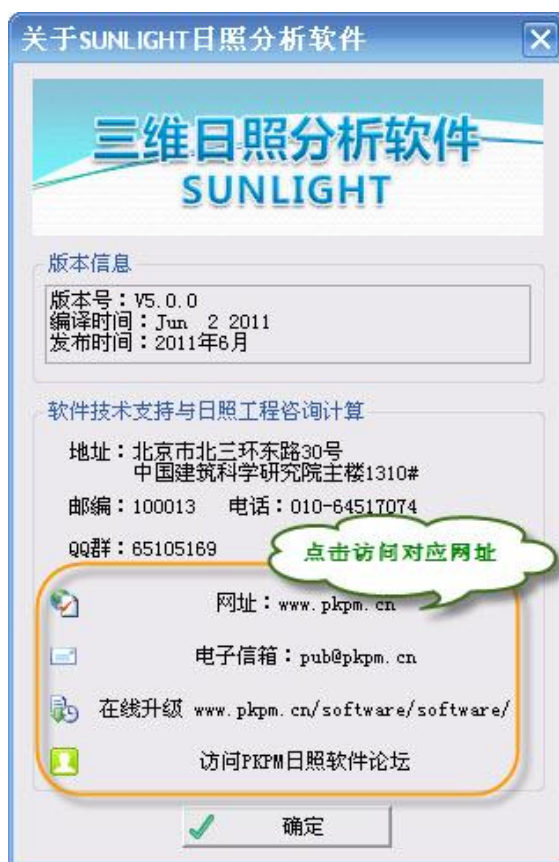 关于SUNLIGHT日照分析软件
三维日照分析软件
SUNLIGHT
版本信息
版本号：V5.0.0
编译时间：Jun  2 2011
发布时间：2011年6月
软件技术支持与日照工程咨询计算
地址：北京市北三环东路30号
中国建筑科学研究院主楼1310#
邮编：100013 电话：010-64517074
QQ群：65105169
点击访问对应网址
网址：www.pkpm.cn
电子信箱：pub@pkpm.cn
在线升级 www.pkpm.cn/software/software/
访问PKPM日照软件论坛
确定